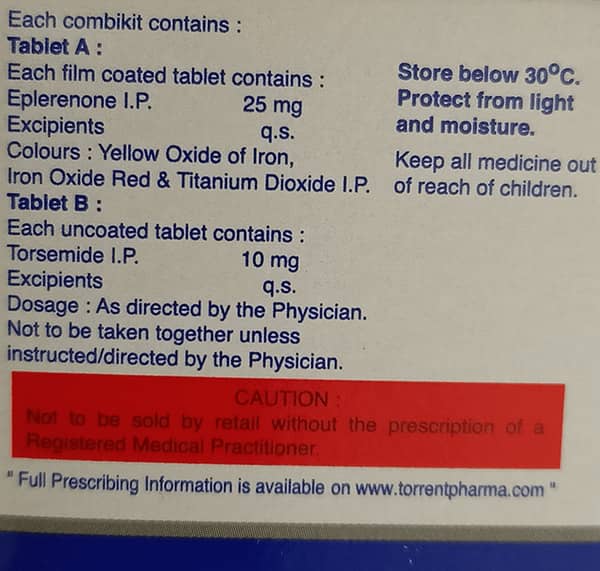 Each combikit contains :
Tablet A :
Each film coated tablet contains :
Eplerenone I.P. 25 mg
Excipients q.s.
Colours : Yellow Oxide of Iron,
Iron Oxide Red & Titanium Dioxide I.P.
Tablet B :
Each uncoated tablet contains :
Torsemide I.P. 10 mg
Excipients q.s.
Dosage : As directed by the Physician.
Not to be taken together unless
instructed/directed by the Physician.
Store below 30°C.
Protect from light
and moisture.
Keep all medicine out
of reach of children.
CAUTION :
Not to be sold by retail without the prescription of a
Registered Medical Practitioner.
" Full Prescribing Information is available on www.torrentpharma.com "